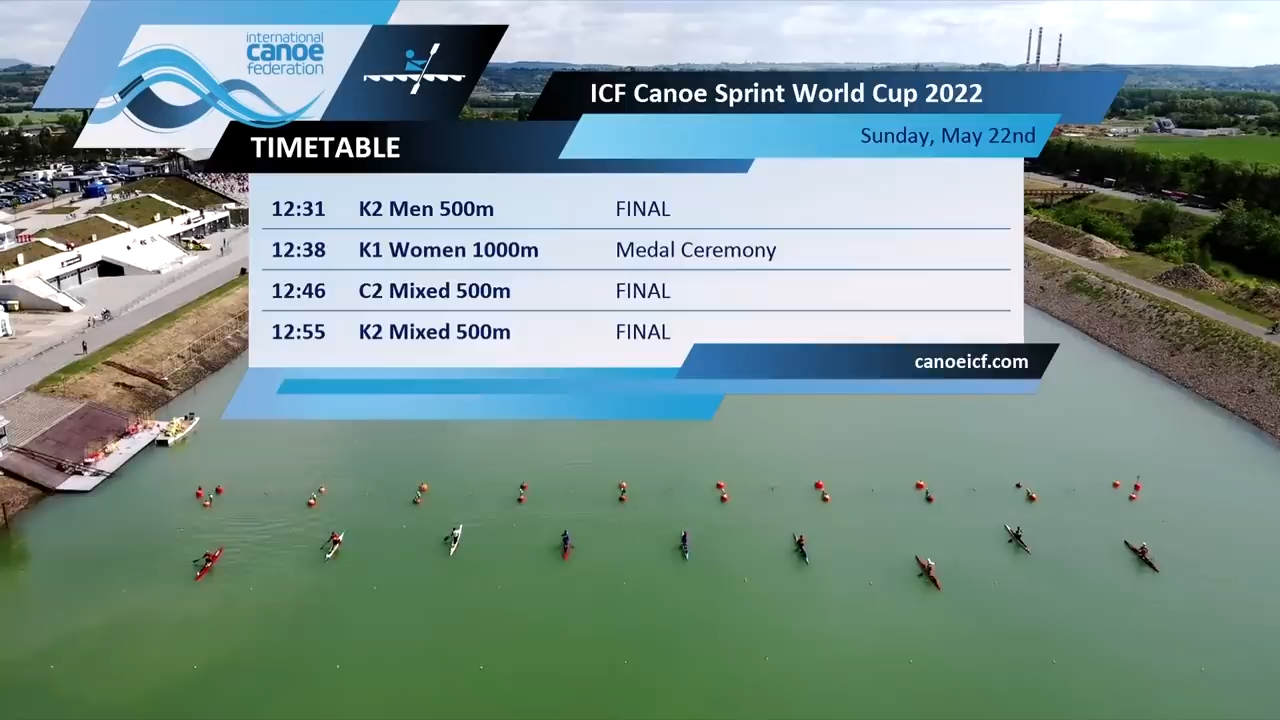 international
canoe
federation
ICF Canoe Sprint World Cup 2022
Sunday, May 22nd
TIMETABLE
12:31 K2 Men 500m FINAL
12:38 K1 Women 1000m Medal Ceremony
12:46 C2 Mixed 500m FINAL
12:55 K2 Mixed 500m FINAL
canoeicf.com